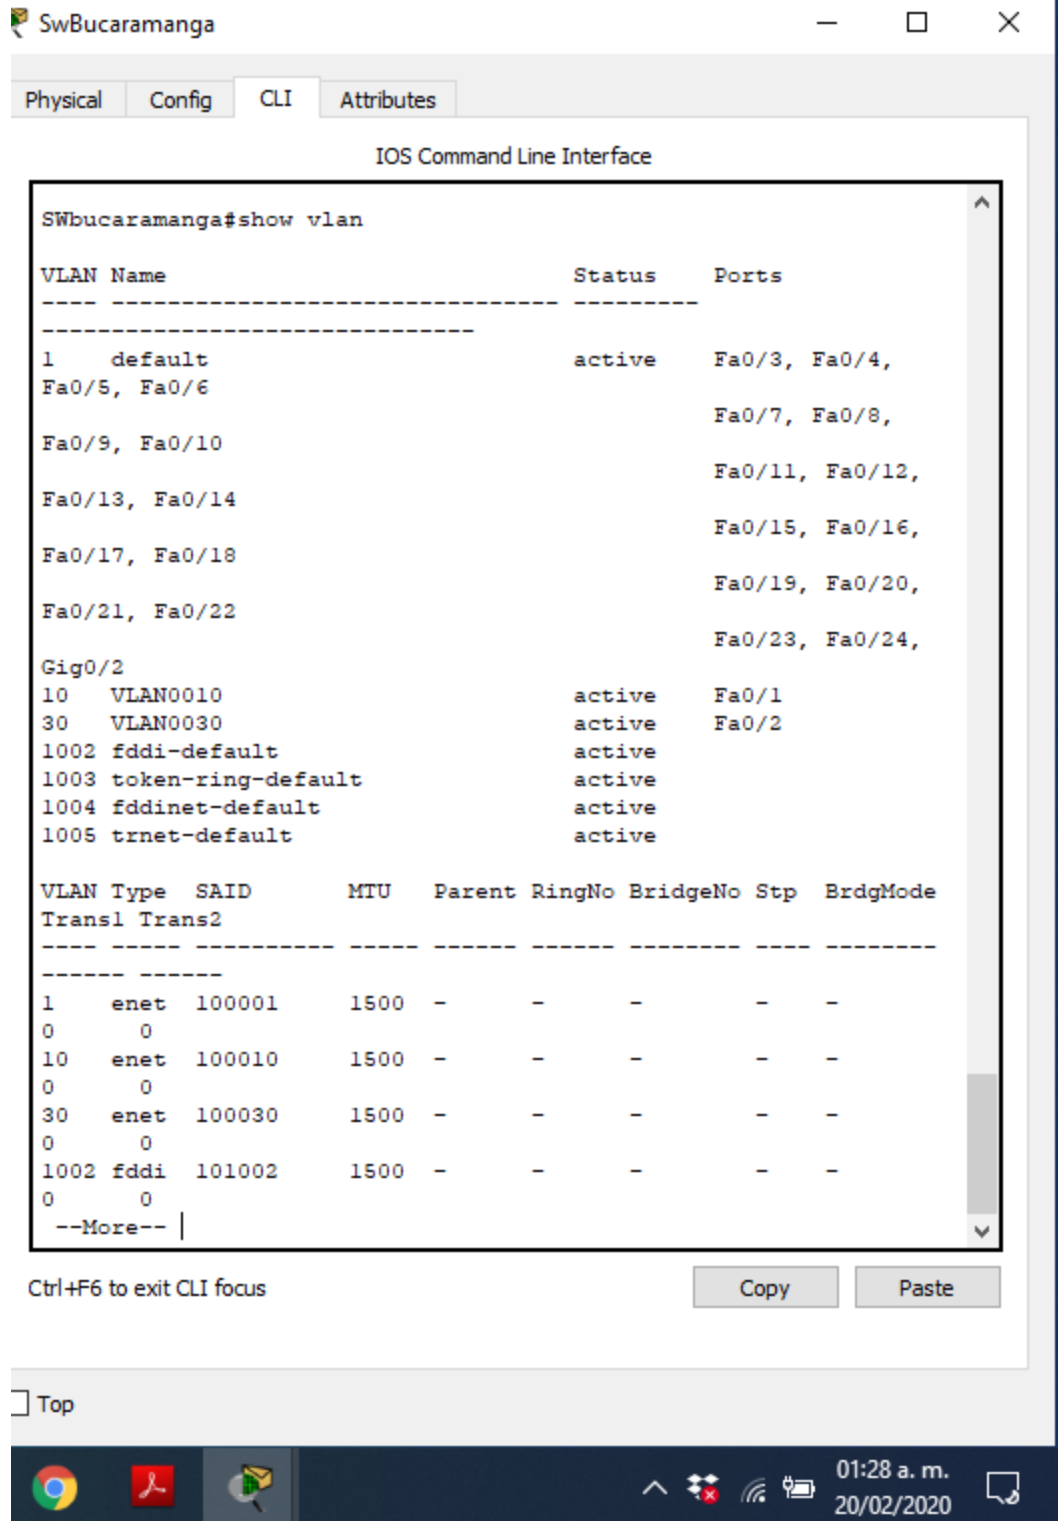 SwBucaramanga
Physical Config CLI Attributes
IOS Command Line Interface
SWbucaramanga#show vlan
VLAN Name                             Status    Ports
---- -------------------------------- ---------
-------------------------------
1    default                          active    Fa0/3, Fa0/4,
Fa0/5, Fa0/6
                                                Fa0/7, Fa0/8,
Fa0/9, Fa0/10
                                                Fa0/11, Fa0/12,
Fa0/13, Fa0/14
                                                Fa0/15, Fa0/16,
Fa0/17, Fa0/18
                                                Fa0/19, Fa0/20,
Fa0/21, Fa0/22
                                                Fa0/23, Fa0/24,
Gig0/2
10   VLAN0010                         active    Fa0/1
30   VLAN0030                         active    Fa0/2
1002 fddi-default                     active
1003 token-ring-default               active
1004 fddinet-default                  active
1005 trnet-default                    active
VLAN Type  SAID       MTU   Parent RingNo BridgeNo Stp  BrdgMode
Trans1 Trans2
---- ----- ---------- ----- ------ ------ -------- ---- --------
------ ------
1    enet  100001     1500  -      -      -        -    -
0      0
10   enet  100010     1500  -      -      -        -    -
0      0
30   enet  100030     1500  -      -      -        -    -
0      0
1002 fddi  101002     1500  -      -      -        -    -
0      0
 --More--
Ctrl+F6 to exit CLI focus
Copy Paste
Top
01:28 a. m.
20/02/2020